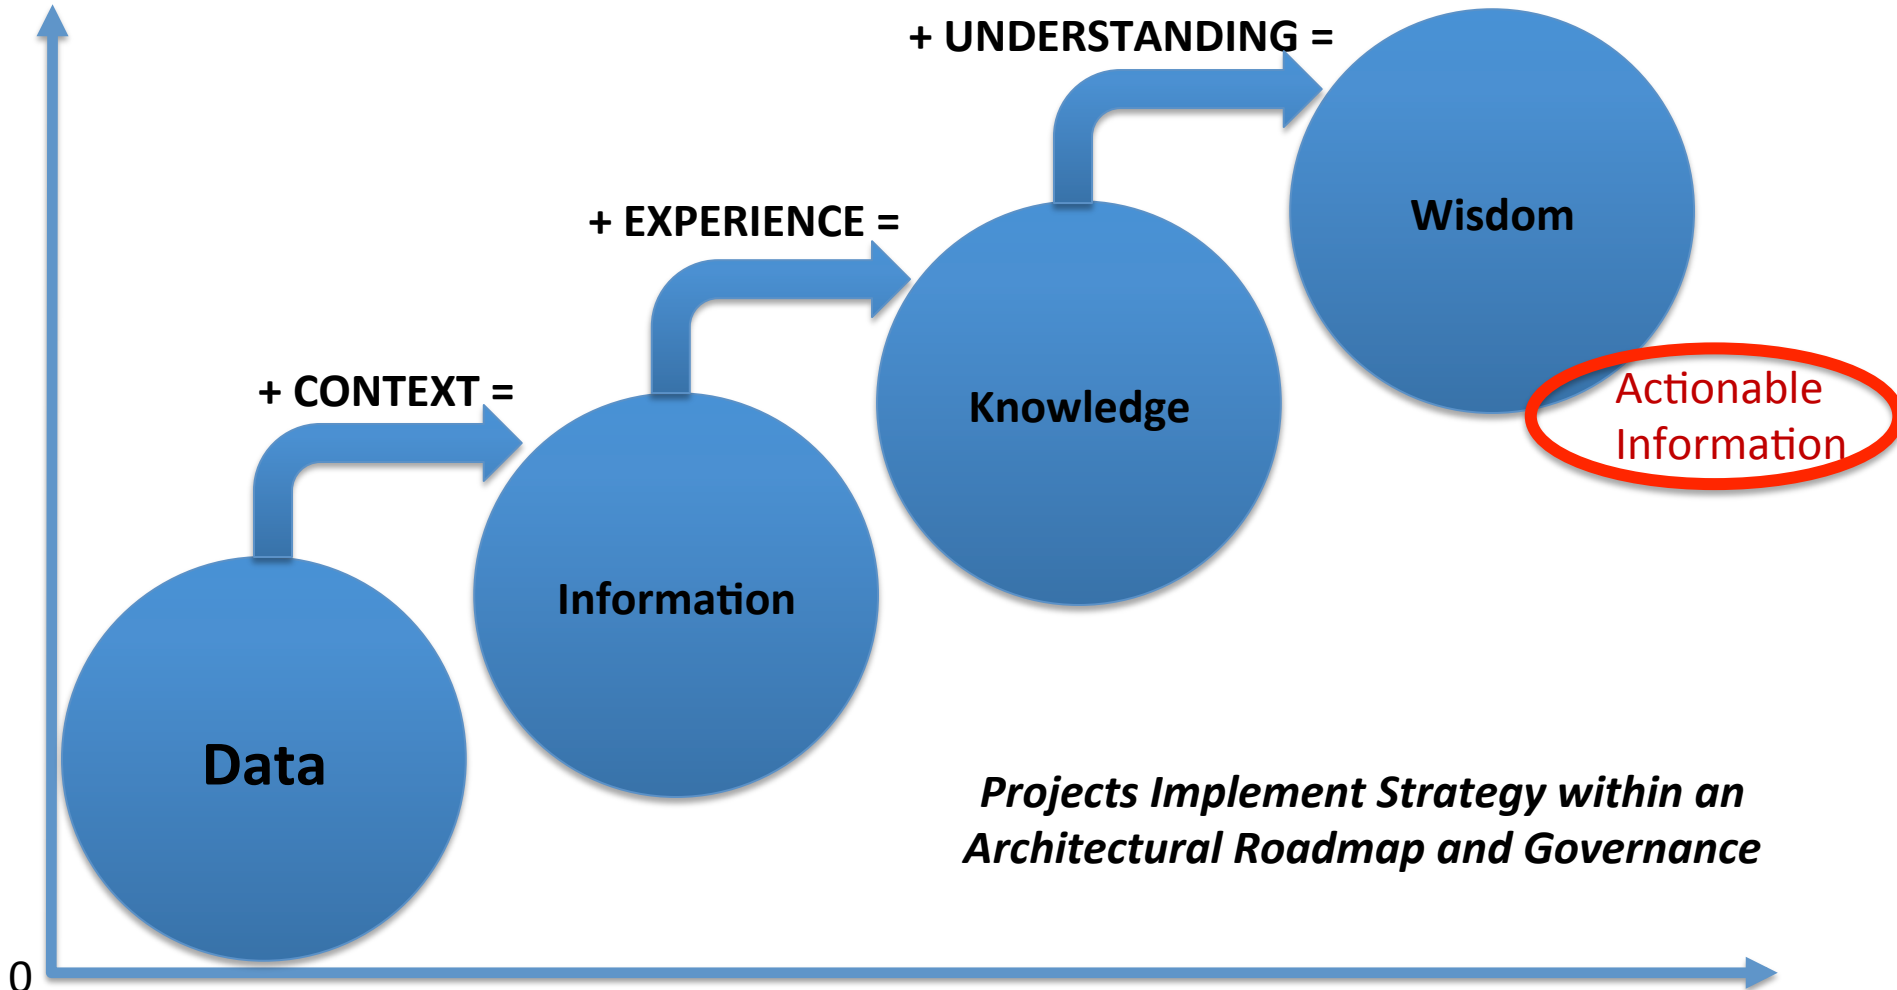 + UNDERSTANDING =
Wisdom
+ EXPERIENCE =
Knowledge
Actionable
Information
+ CONTEXT =
Information
Data
Projects Implement Strategy within an
Architectural Roadmap and Governance
0